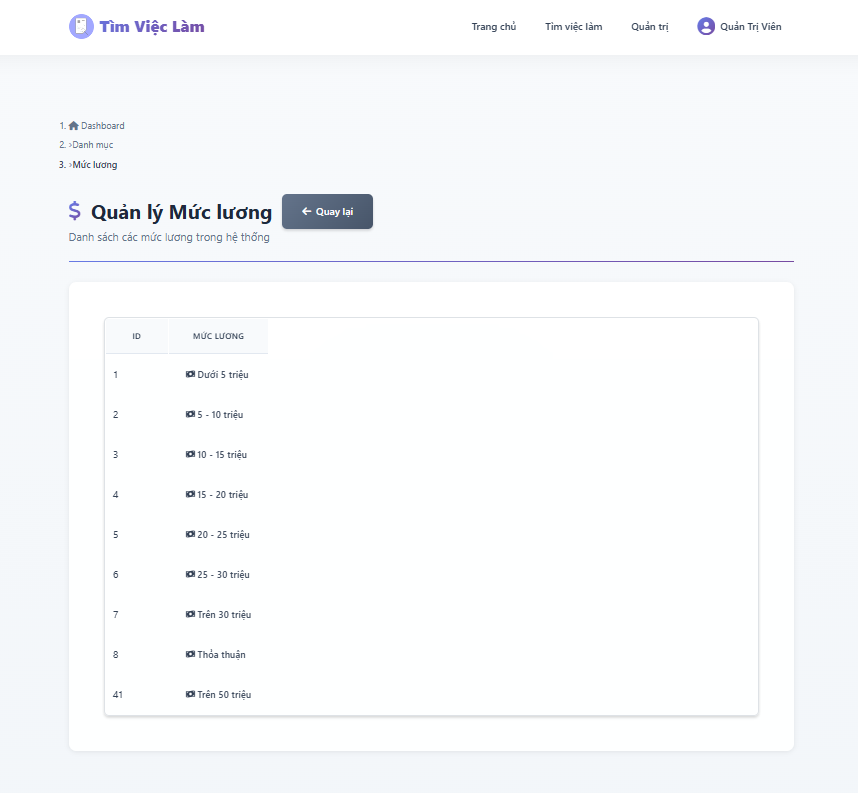 Tìm Việc Làm
Trang chủ Tìm việc làm Quản trị Quản Trị Viên
1. Dashboard
2. ›Danh mục
3. ›Mức lương
Quản lý Mức lương
← Quay lại
Danh sách các mức lương trong hệ thống
ID MỨC LƯƠNG
1 Dưới 5 triệu
2 5 - 10 triệu
3 10 - 15 triệu
4 15 - 20 triệu
5 20 - 25 triệu
6 25 - 30 triệu
7 Trên 30 triệu
8 Thỏa thuận
41 Trên 50 triệu